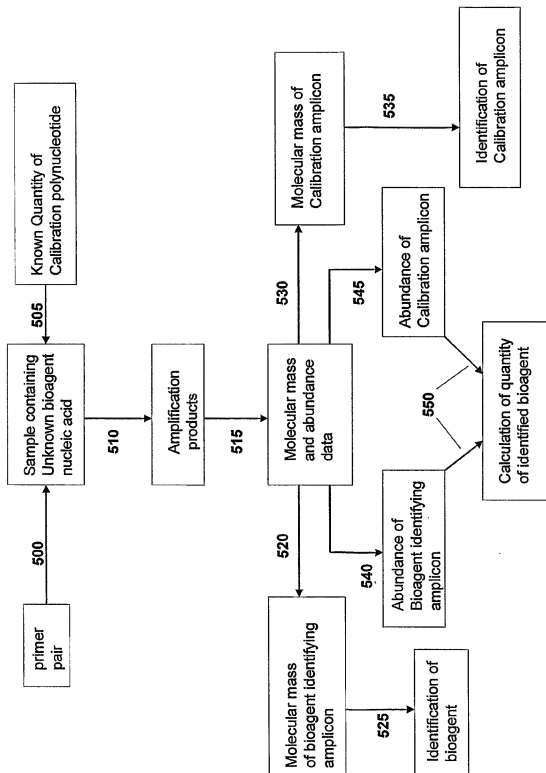 primer
pair
500
Sample containing
Unknown bioagent
nucleic acid
505
Known Quantity of
Calibration polynucleotide
510
Amplification
products
515
Molecular mass
and abundance
data
520
Molecular mass
of bioagent identifying
amplicon
525
Identification of
bioagent
530
Molecular mass of
Calibration amplicon
535
Identification of
Calibration amplicon
540
Abundance of
Bioagent identifying
amplicon
545
Abundance of
Calibration amplicon
550
Calculation of quantity
of identified bioagent